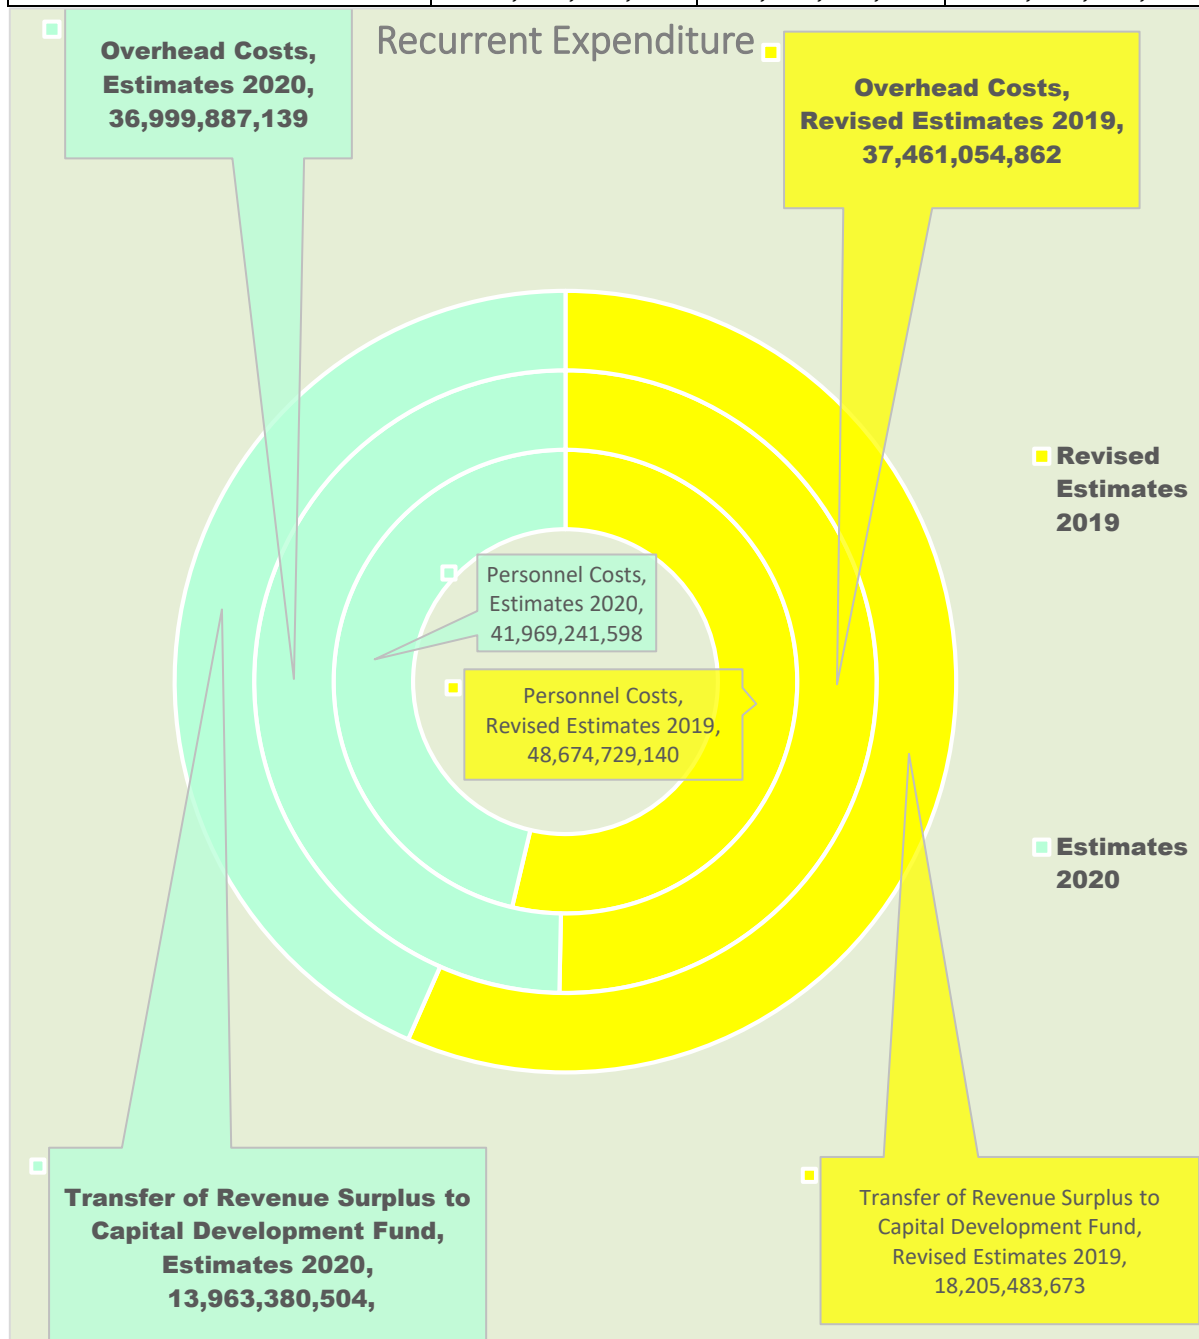 Recurrent Expenditure
Overhead Costs,
Estimates 2020,
36,999,887,139
Overhead Costs,
Revised Estimates 2019,
37,461,054,862
Revised
Estimates
2019
Personnel Costs,
Estimates 2020,
41,969,241,598
Personnel Costs,
Revised Estimates 2019,
48,674,729,140
Estimates
2020
Transfer of Revenue Surplus to
Capital Development Fund,
Estimates 2020,
13,963,380,504,
Transfer of Revenue Surplus to
Capital Development Fund,
Revised Estimates 2019,
18,205,483,673